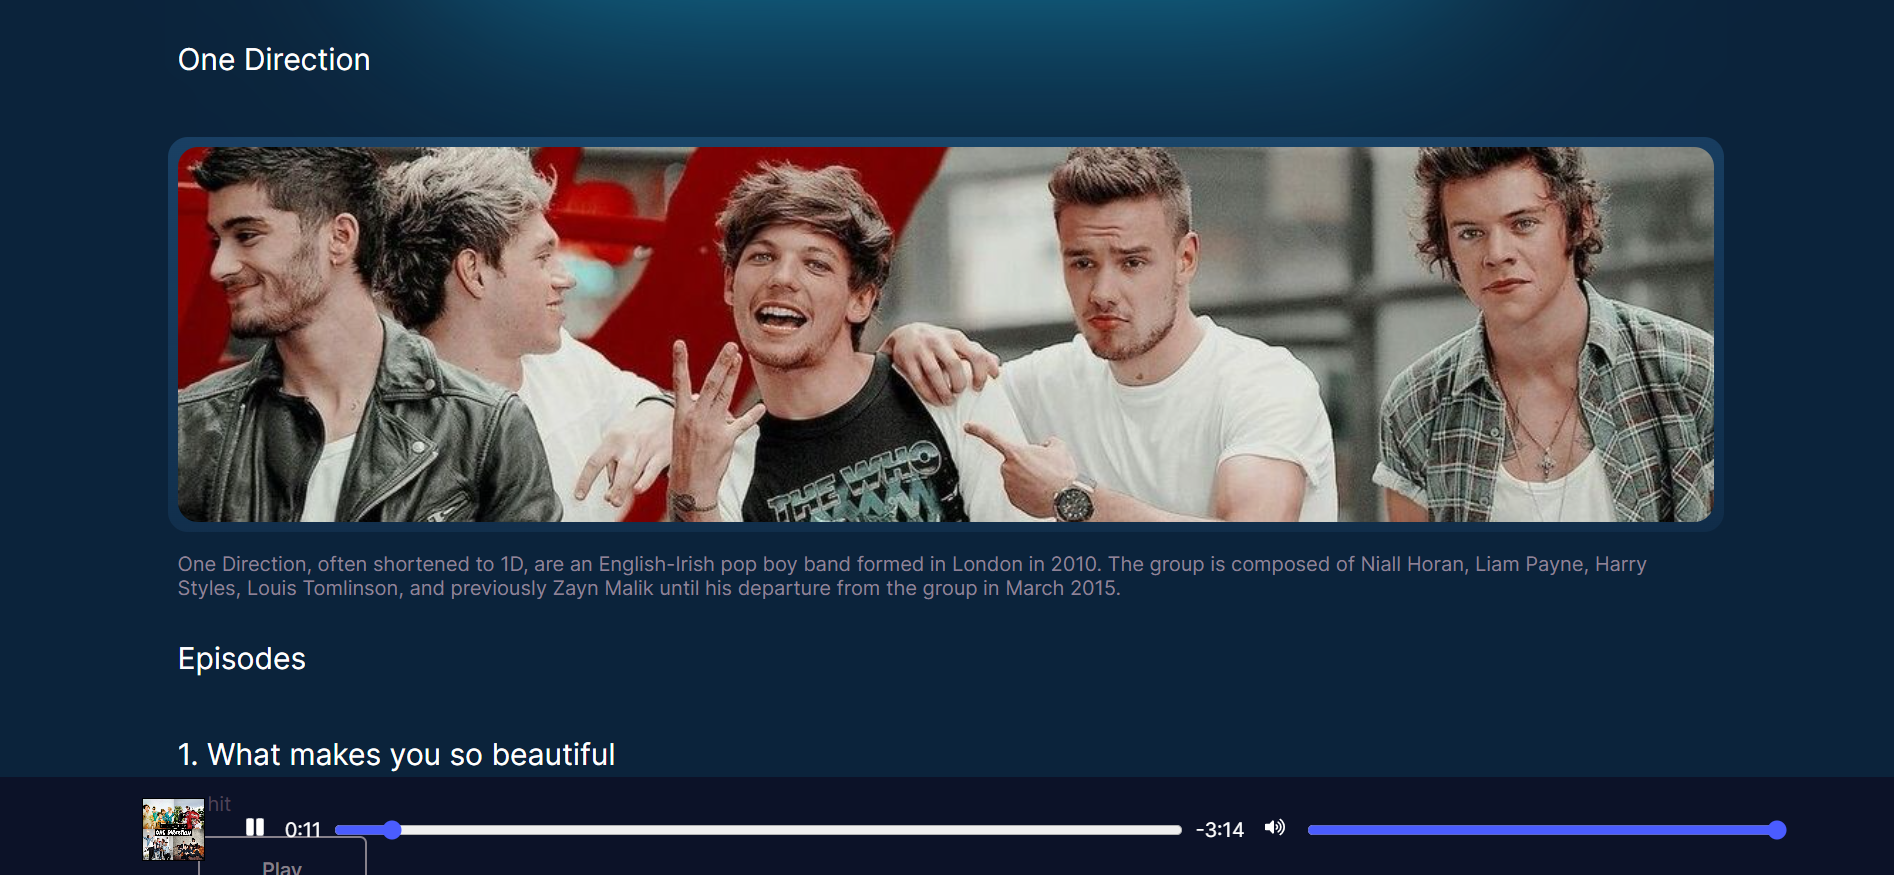 One Direction
THE WHO
One Direction, often shortened to 1D, are an English-Irish pop boy band formed in London in 2010. The group is composed of Niall Horan, Liam Payne, Harry
Styles, Louis Tomlinson, and previously Zayn Malik until his departure from the group in March 2015.
Episodes
1. What makes you so beautiful
hit
0:11
-3:14
Play